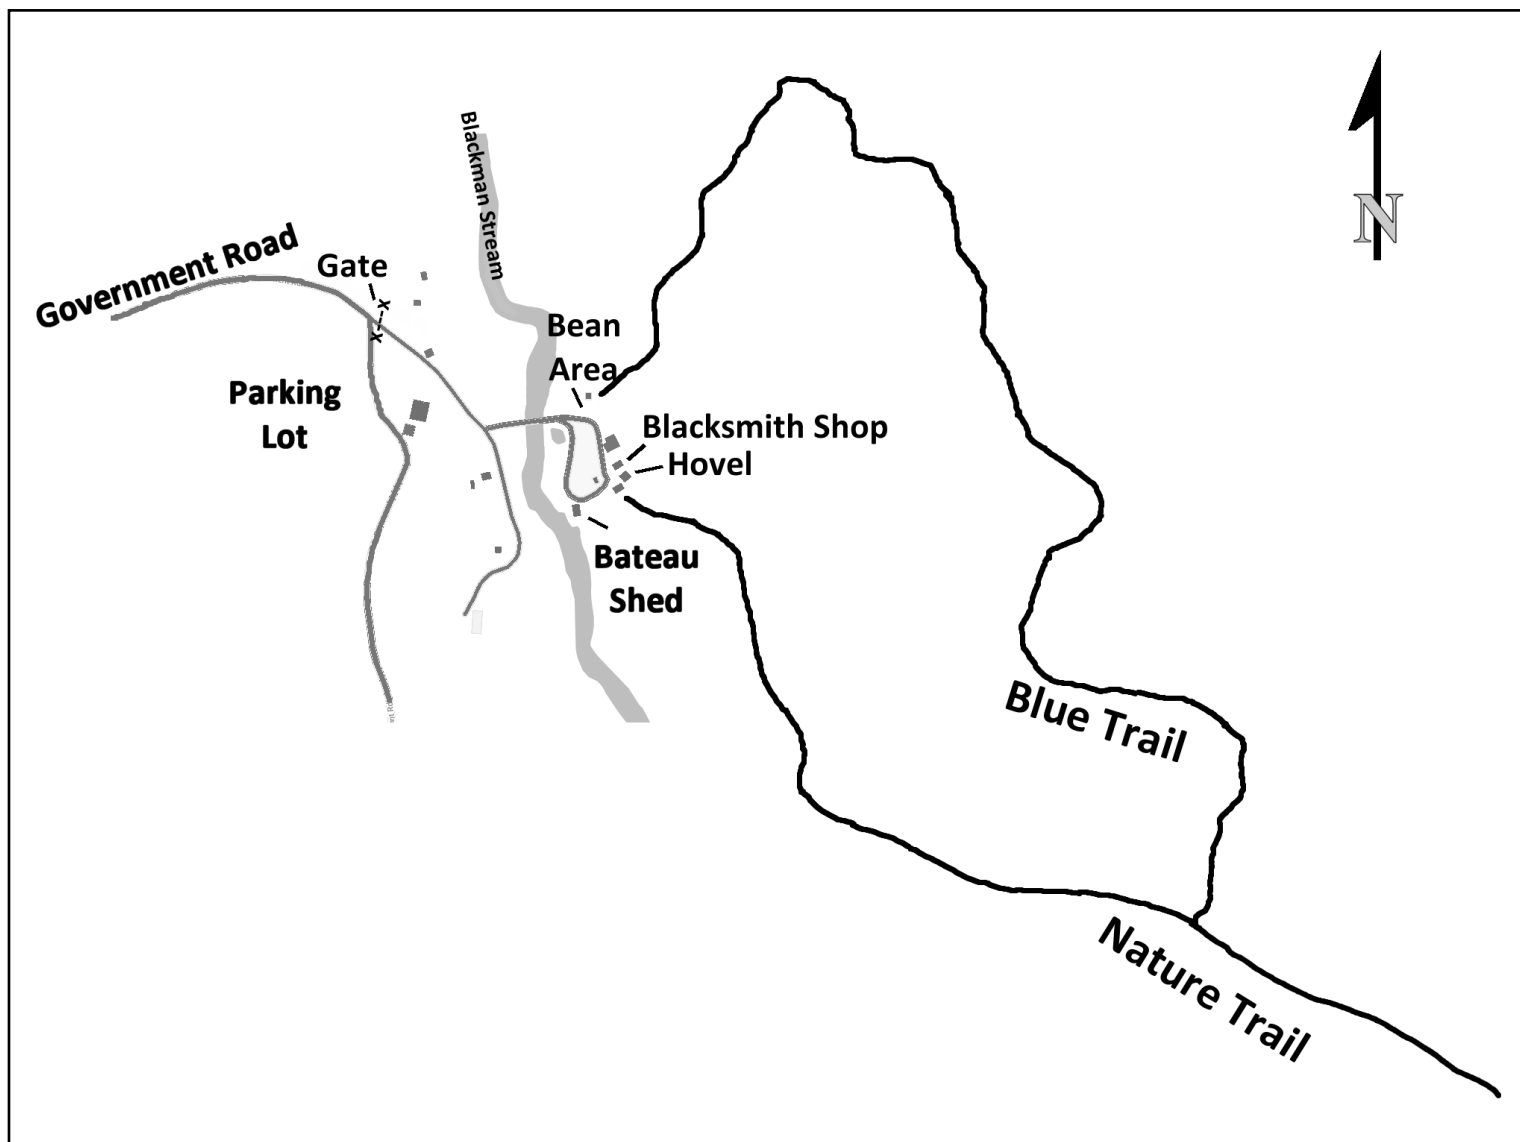 Blackman Stream
Government Road
Gate
Bean
Area
Parking
Lot
Blacksmith Shop
Hovel
Bateau
Shed
Blue Trail
Nature Trail
N
x
x